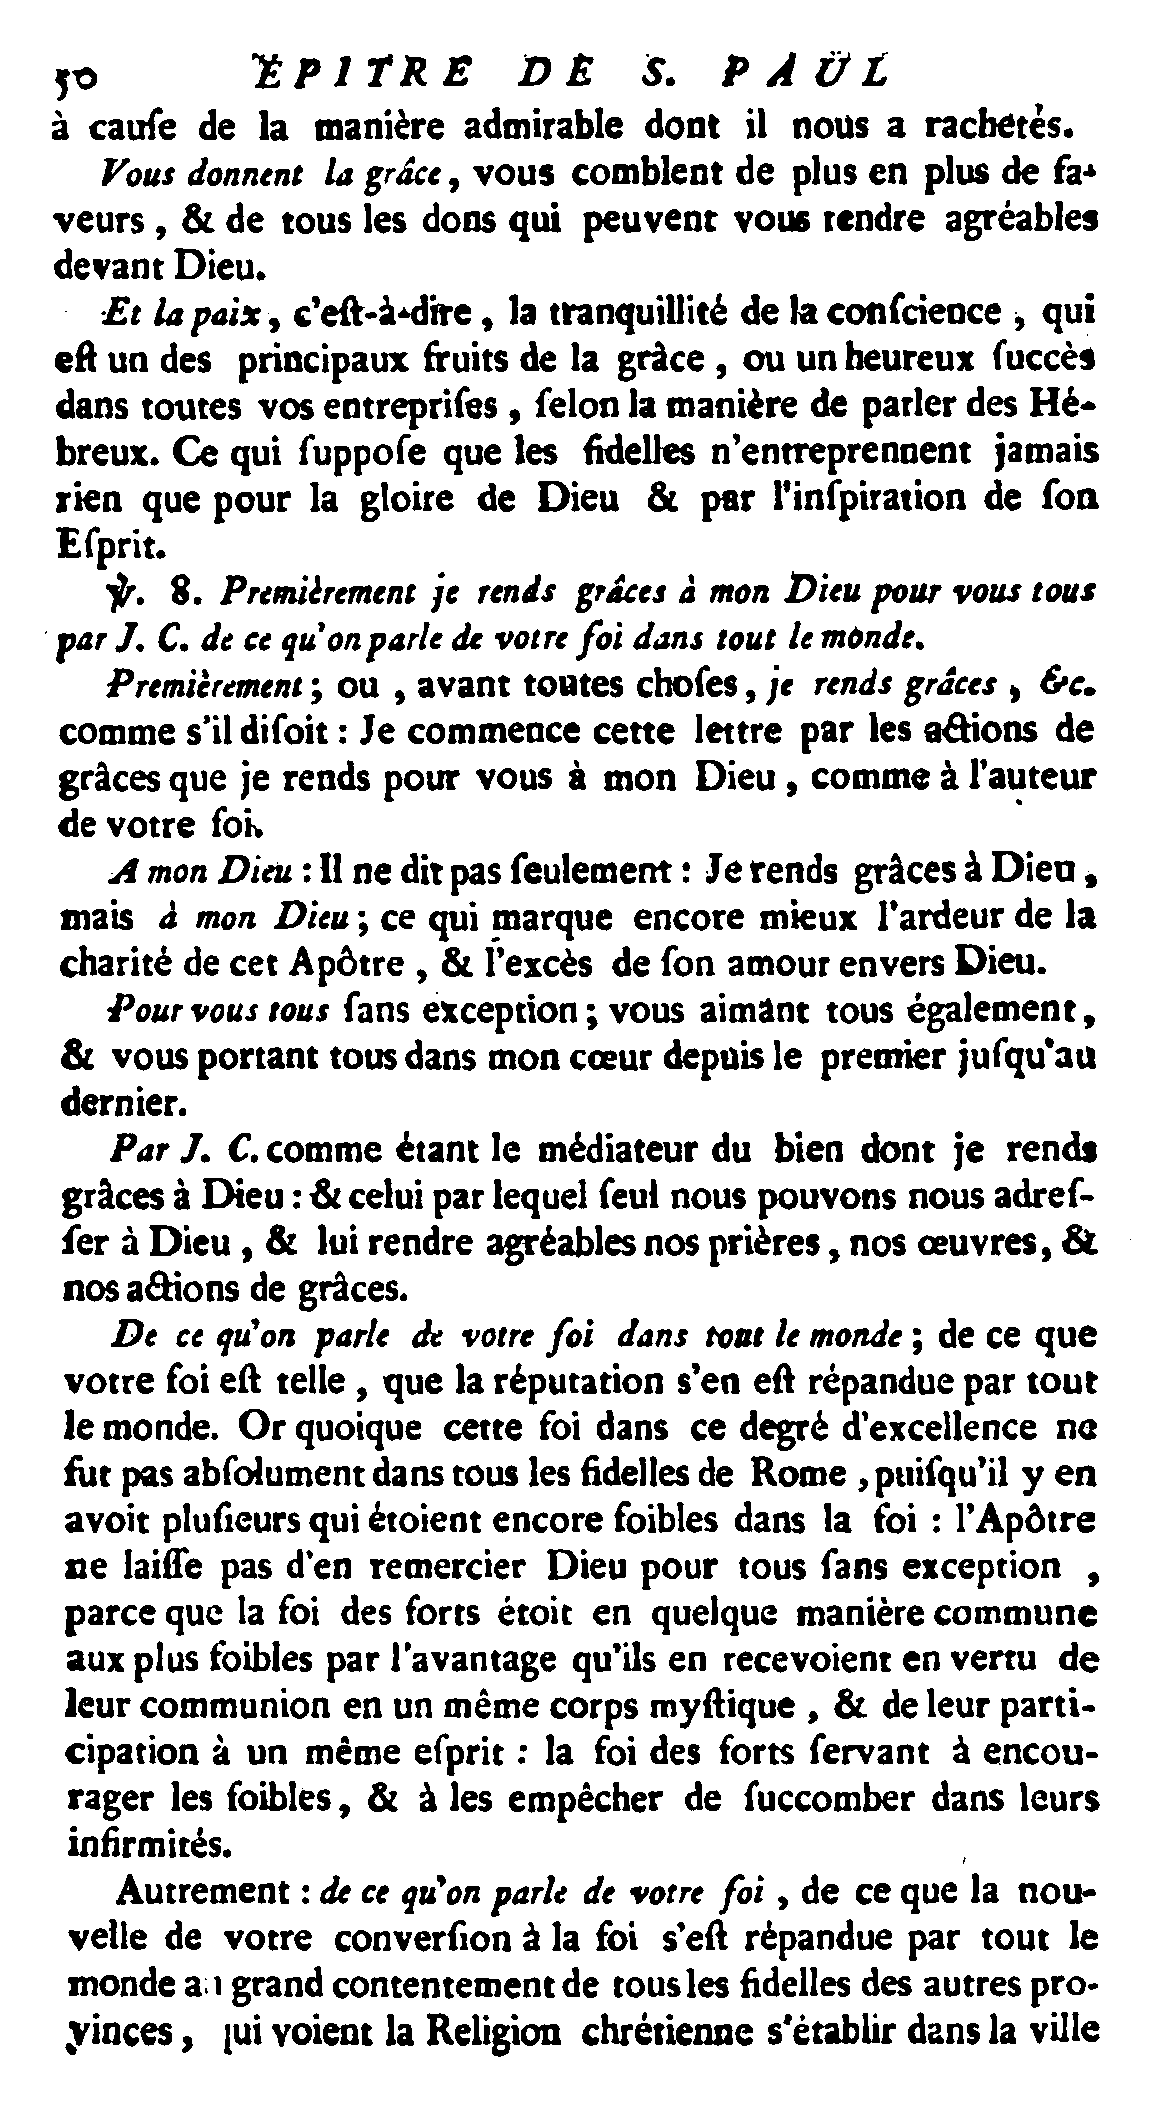 50 ÉPITRE DE S. PAUL
à cauſe de la manière admirable dont il nous a rachetés.
Vous donnent la grâce, vous comblent de plus en plus de fa-
veurs, & de tous les dons qui peuvent vous rendre agréables
devant Dieu.
Et la paix, c'eſt-à-dire, la tranquillité de la conſcience, qui
eſt un des principaux fruits de la grâce, ou un heureux ſuccès
dans toutes vos entrepriſes, ſelon la manière de parler des Hé-
breux. Ce qui ſuppoſe que les fidelles n'entreprennent jamais
rien que pour la gloire de Dieu & par l'inſpiration de ſon
Eſprit.
℣. 8. Premièrement je rends grâces à mon Dieu pour vous tous
par J. C. de ce qu'on parle de votre foi dans tout le monde.
Premièrement; ou, avant toutes choſes, je rends grâces, &c.
comme s'il diſoit : Je commence cette lettre par les actions de
grâces que je rends pour vous à mon Dieu, comme à l'auteur
de votre foi.
A mon Dieu : Il ne dit pas ſeulement : Je rends grâces à Dieu,
mais à mon Dieu; ce qui marque encore mieux l'ardeur de la
charité de cet Apôtre, & l'excès de ſon amour envers Dieu.
Pour vous tous ſans exception; vous aimant tous également,
& vous portant tous dans mon cœur depuis le premier juſqu'au
dernier.
Par J. C. comme étant le médiateur du bien dont je rends
grâces à Dieu : & celui par lequel ſeul nous pouvons nous adreſ-
ſer à Dieu, & lui rendre agréables nos prières, nos œuvres, &
nos actions de grâces.
De ce qu'on parle de votre foi dans tout le monde; de ce que
votre foi eſt telle, que la réputation s'en eſt répandue par tout
le monde. Or quoique cette foi dans ce degré d'excellence ne
fut pas abſolument dans tous les fidelles de Rome, puiſqu'il y en
avoit pluſieurs qui étoient encore foibles dans la foi : l'Apôtre
ne laiſſe pas d'en remercier Dieu pour tous ſans exception,
parce que la foi des forts étoit en quelque manière commune
aux plus foibles par l'avantage qu'ils en recevoient en vertu de
leur communion en un même corps myſtique, & de leur parti-
cipation à un même eſprit : la foi des forts ſervant à encou-
rager les foibles, & à les empêcher de ſuccomber dans leurs
infirmités.
Autrement : de ce qu'on parle de votre foi, de ce que la nou-
velle de votre converſion à la foi s'eſt répandue par tout le
monde au grand contentement de tous les fidelles des autres pro-
vinces, qui voient la Religion chrétienne s'établir dans la ville